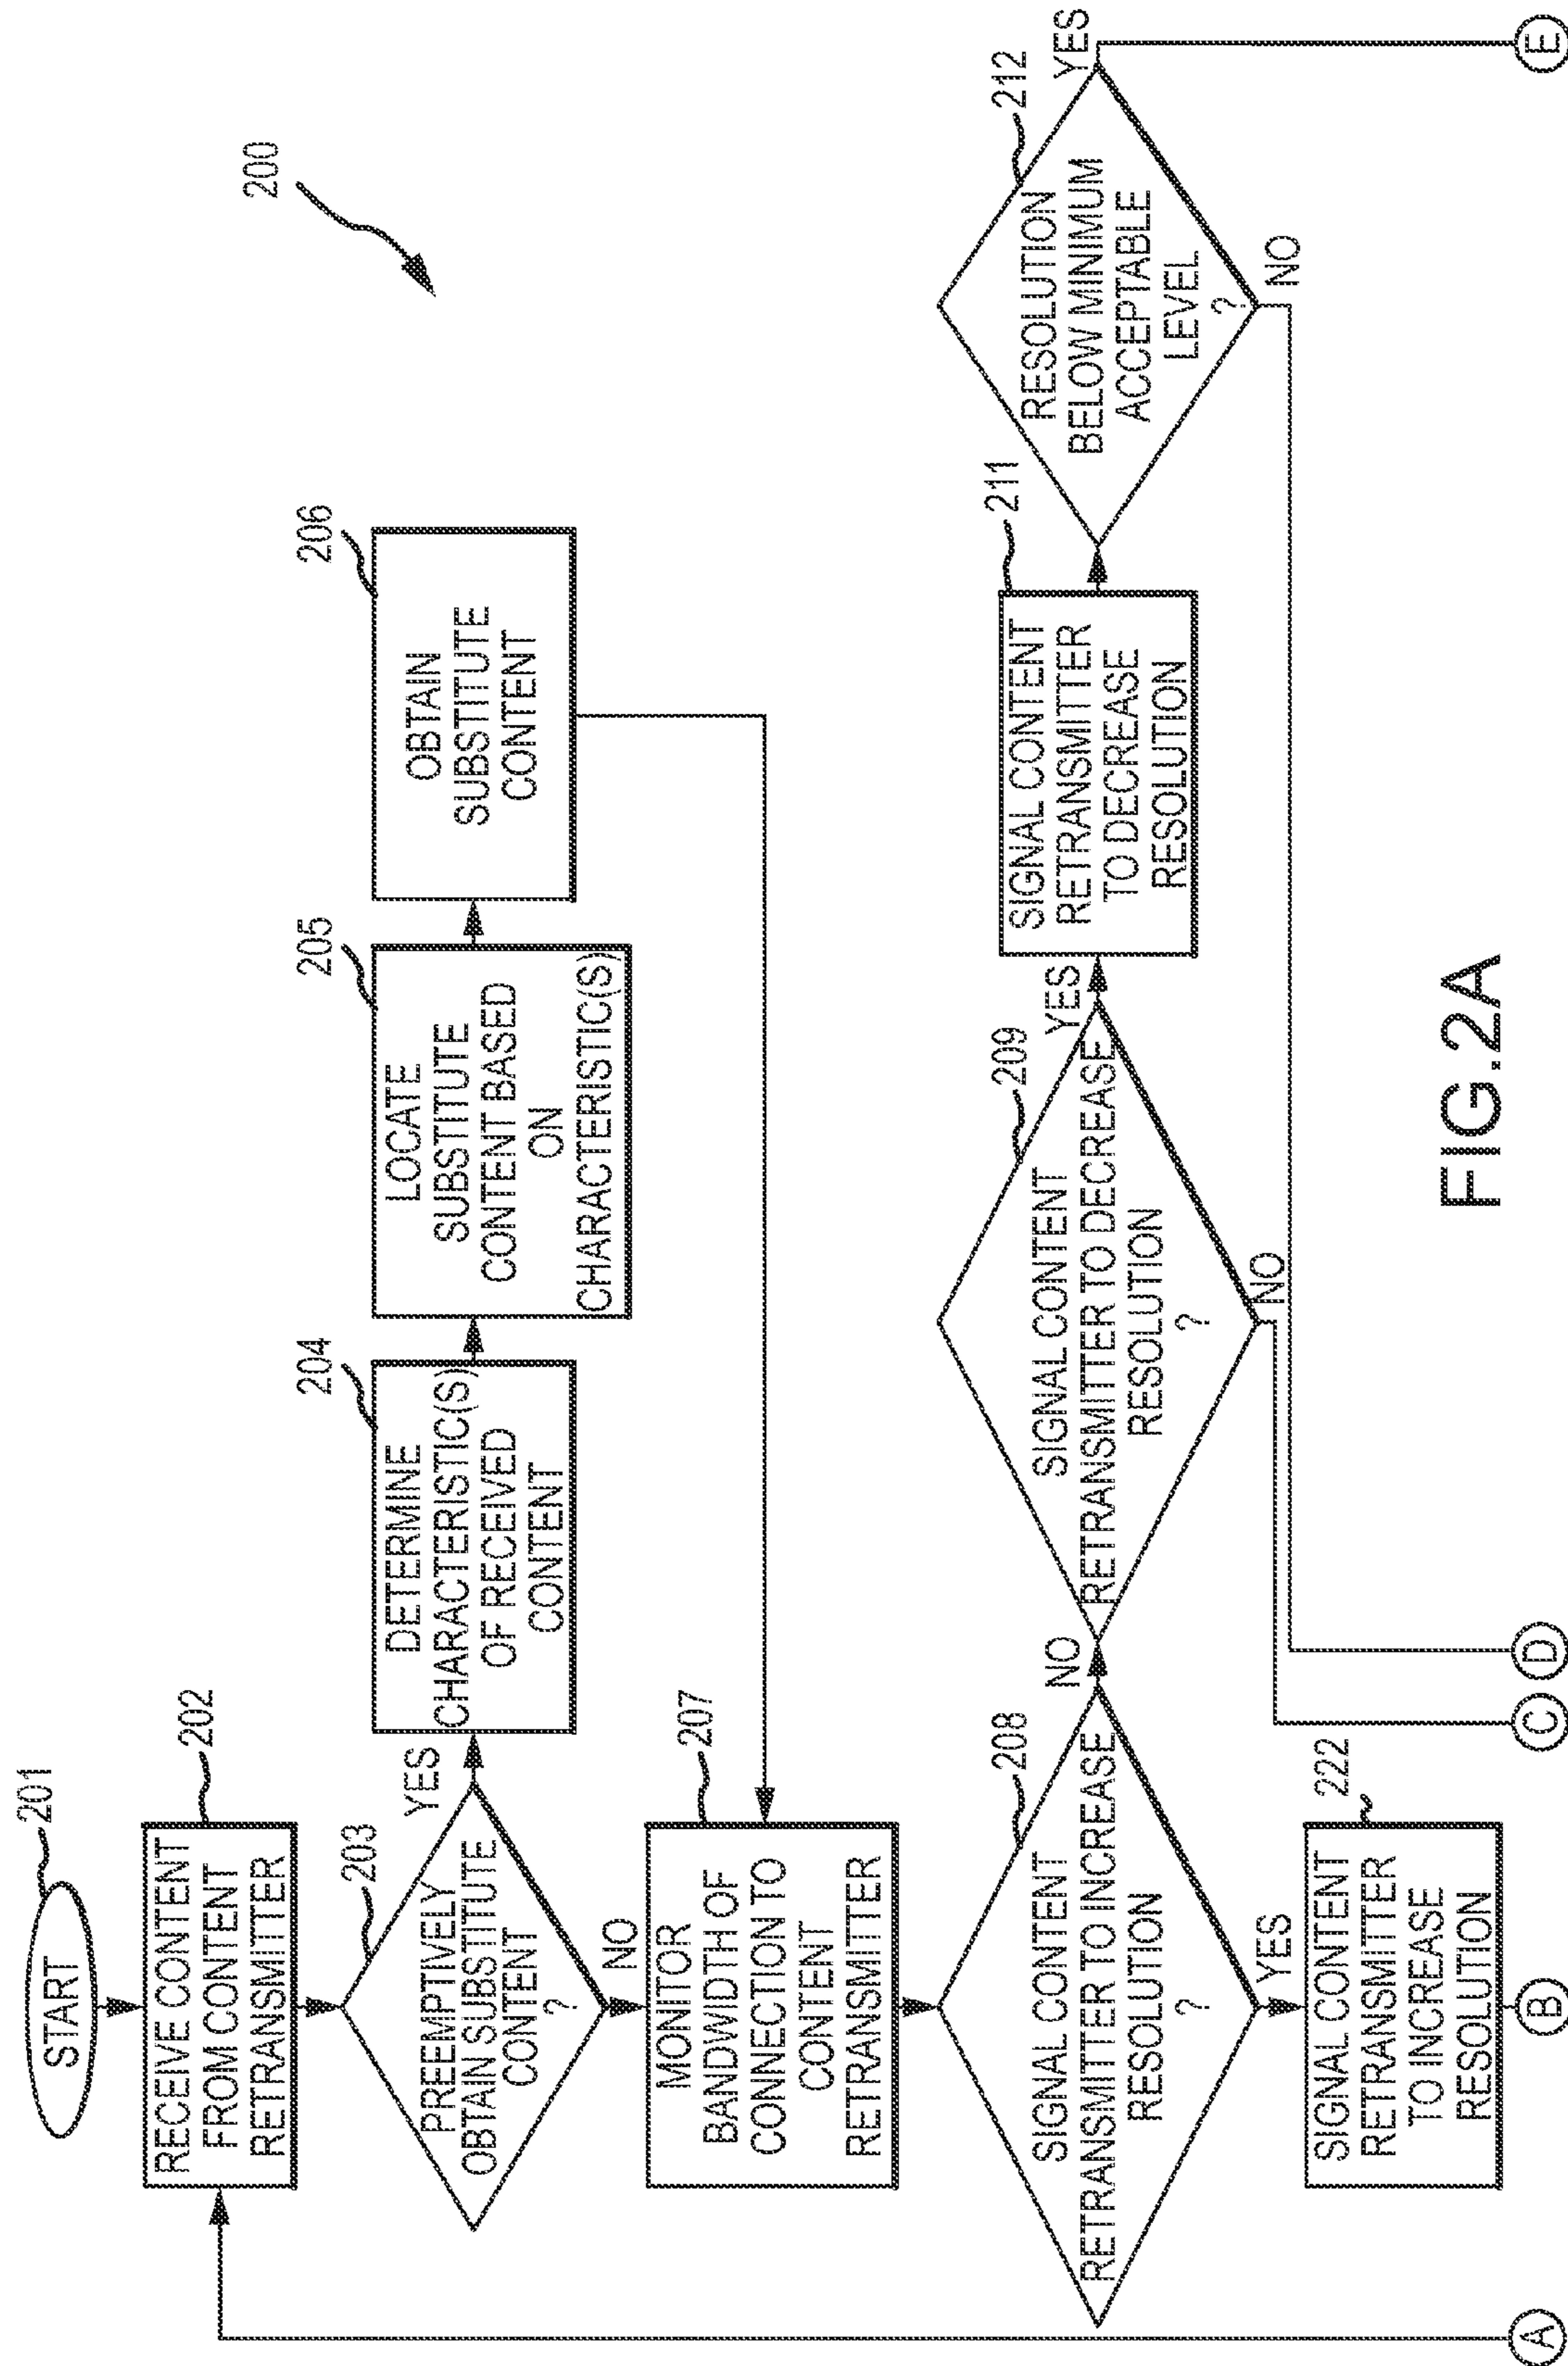 200
START
201
RECEIVE CONTENT
FROM CONTENT
RETRANSMITTER
202
PREEMPTIVELY
OBTAIN SUBSTITUTE
CONTENT
?
203
YES
NO
DETERMINE
CHARACTERISTIC(S)
OF RECEIVED
CONTENT
204
LOCATE
SUBSTITUTE
CONTENT BASED
ON
CHARACTERISTIC(S)
205
OBTAIN
SUBSTITUTE
CONTENT
206
MONITOR
BANDWIDTH OF
CONNECTION TO
CONTENT
RETRANSMITTER
207
SIGNAL CONTENT
RETRANSMITTER TO INCREASE
RESOLUTION
?
208
NO
YES
SIGNAL CONTENT
RETRANSMITTER TO DECREASE
RESOLUTION
?
209
YES
NO
SIGNAL CONTENT
RETRANSMITTER
TO DECREASE
RESOLUTION
211
RESOLUTION
BELOW MINIMUM
ACCEPTABLE
LEVEL
?
212
YES
NO
SIGNAL CONTENT
RETRANSMITTER
TO INCREASE
RESOLUTION
222
A
B
C
D
E
FIG.2A